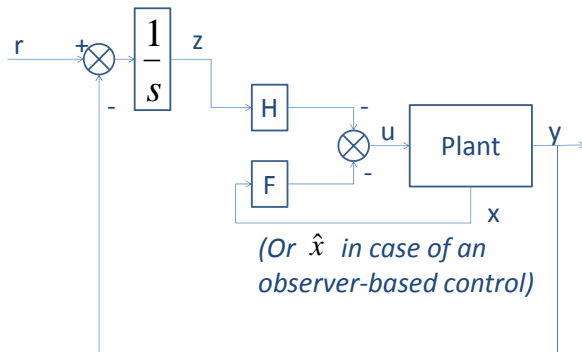 r
+
-
1
s
z
H
-
u
Plant
y
F
-
x
(Or x̂ in case of an
observer-based control)